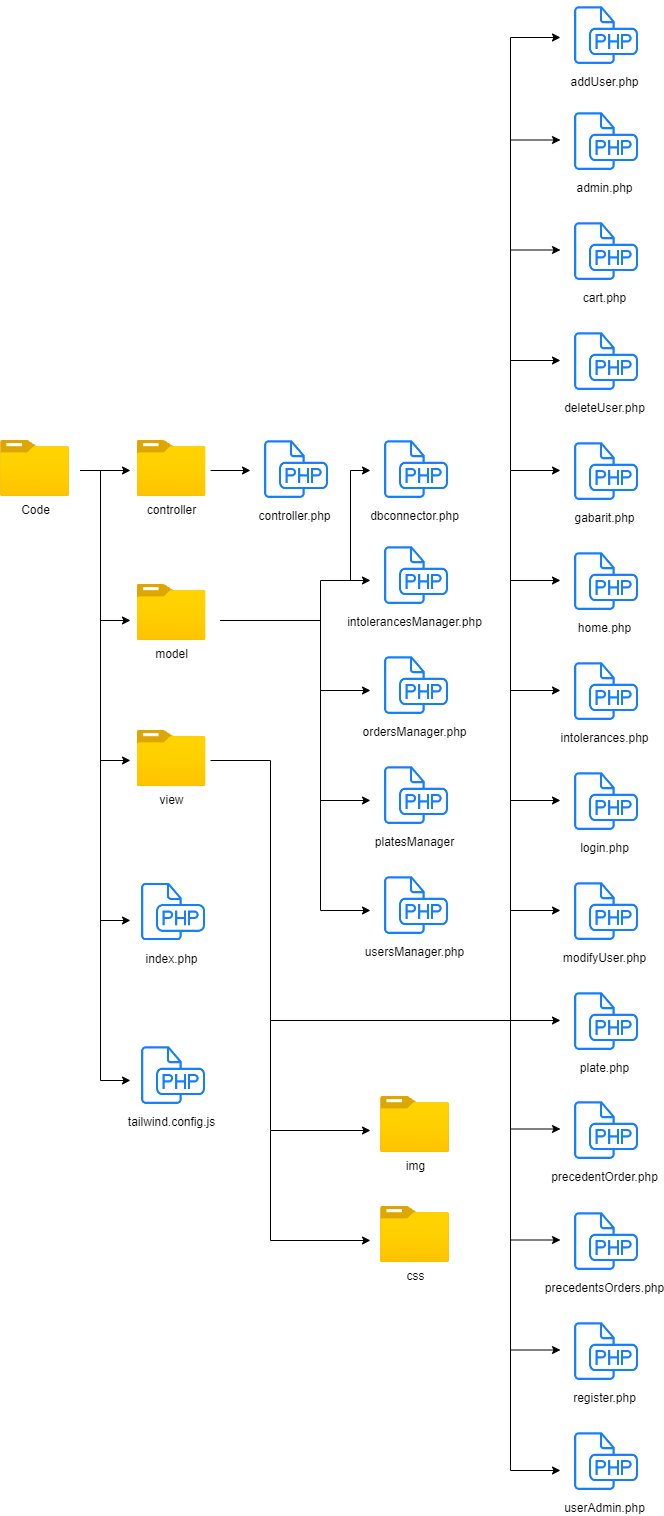 PHP
addUser.php
PHP
admin.php
PHP
cart.php
PHP
deleteUser.php
Code
controller
PHP
controller.php
PHP
dbconnector.php
PHP
gabarit.php
model
PHP
intolerancesManager.php
PHP
home.php
PHP
ordersManager.php
PHP
intolerances.php
view
PHP
platesManager
PHP
login.php
PHP
index.php
PHP
usersManager.php
PHP
modifyUser.php
PHP
plate.php
PHP
tailwind.config.js
img
PHP
precedentOrder.php
css
PHP
precedentsOrders.php
PHP
register.php
PHP
userAdmin.php